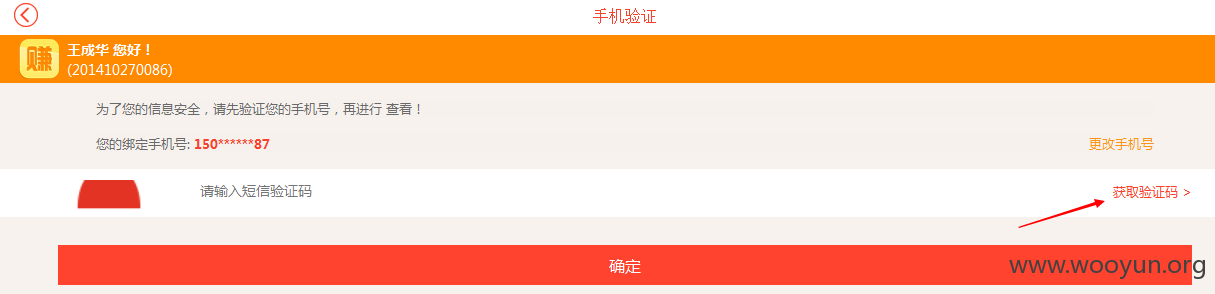 手机验证
赚
王成华 您好！
(201410270086)
为了您的信息安全，请先验证您的手机号，再进行 查看！
您的绑定手机号: 150******87 更改手机号
请输入短信验证码 获取验证码 >
确定
www.wooyun.org